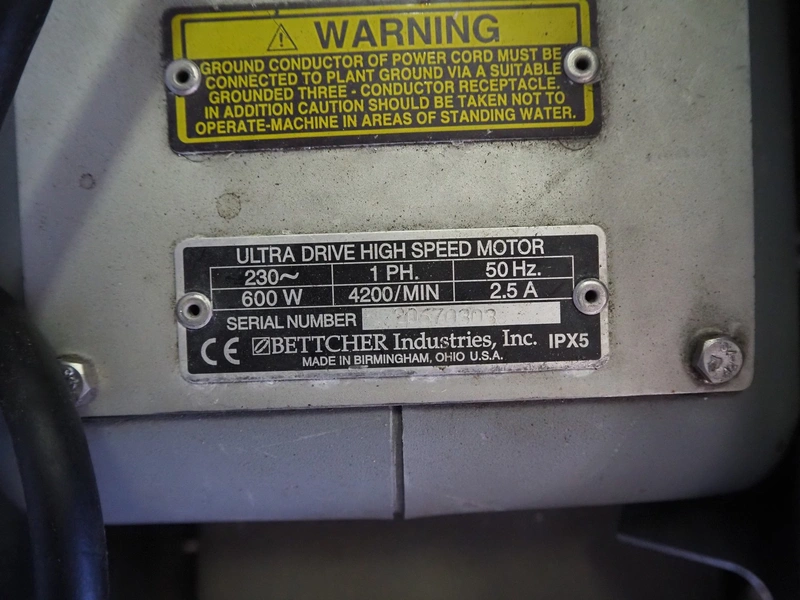 WARNING
GROUND CONDUCTOR OF POWER CORD MUST BE
CONNECTED TO PLANT GROUND VIA A SUITABLE
GROUNDED THREE - CONDUCTOR RECEPTACLE.
IN ADDITION CAUTION SHOULD BE TAKEN NOT TO
OPERATE-MACHINE IN AREAS OF STANDING WATER.
ULTRA DRIVE HIGH SPEED MOTOR
230~ 1 PH. 50 Hz.
600 W 4200/MIN 2.5 A
SERIAL NUMBER
CE BETTCHER Industries, Inc. IPX5
MADE IN BIRMINGHAM, OHIO U.S.A.